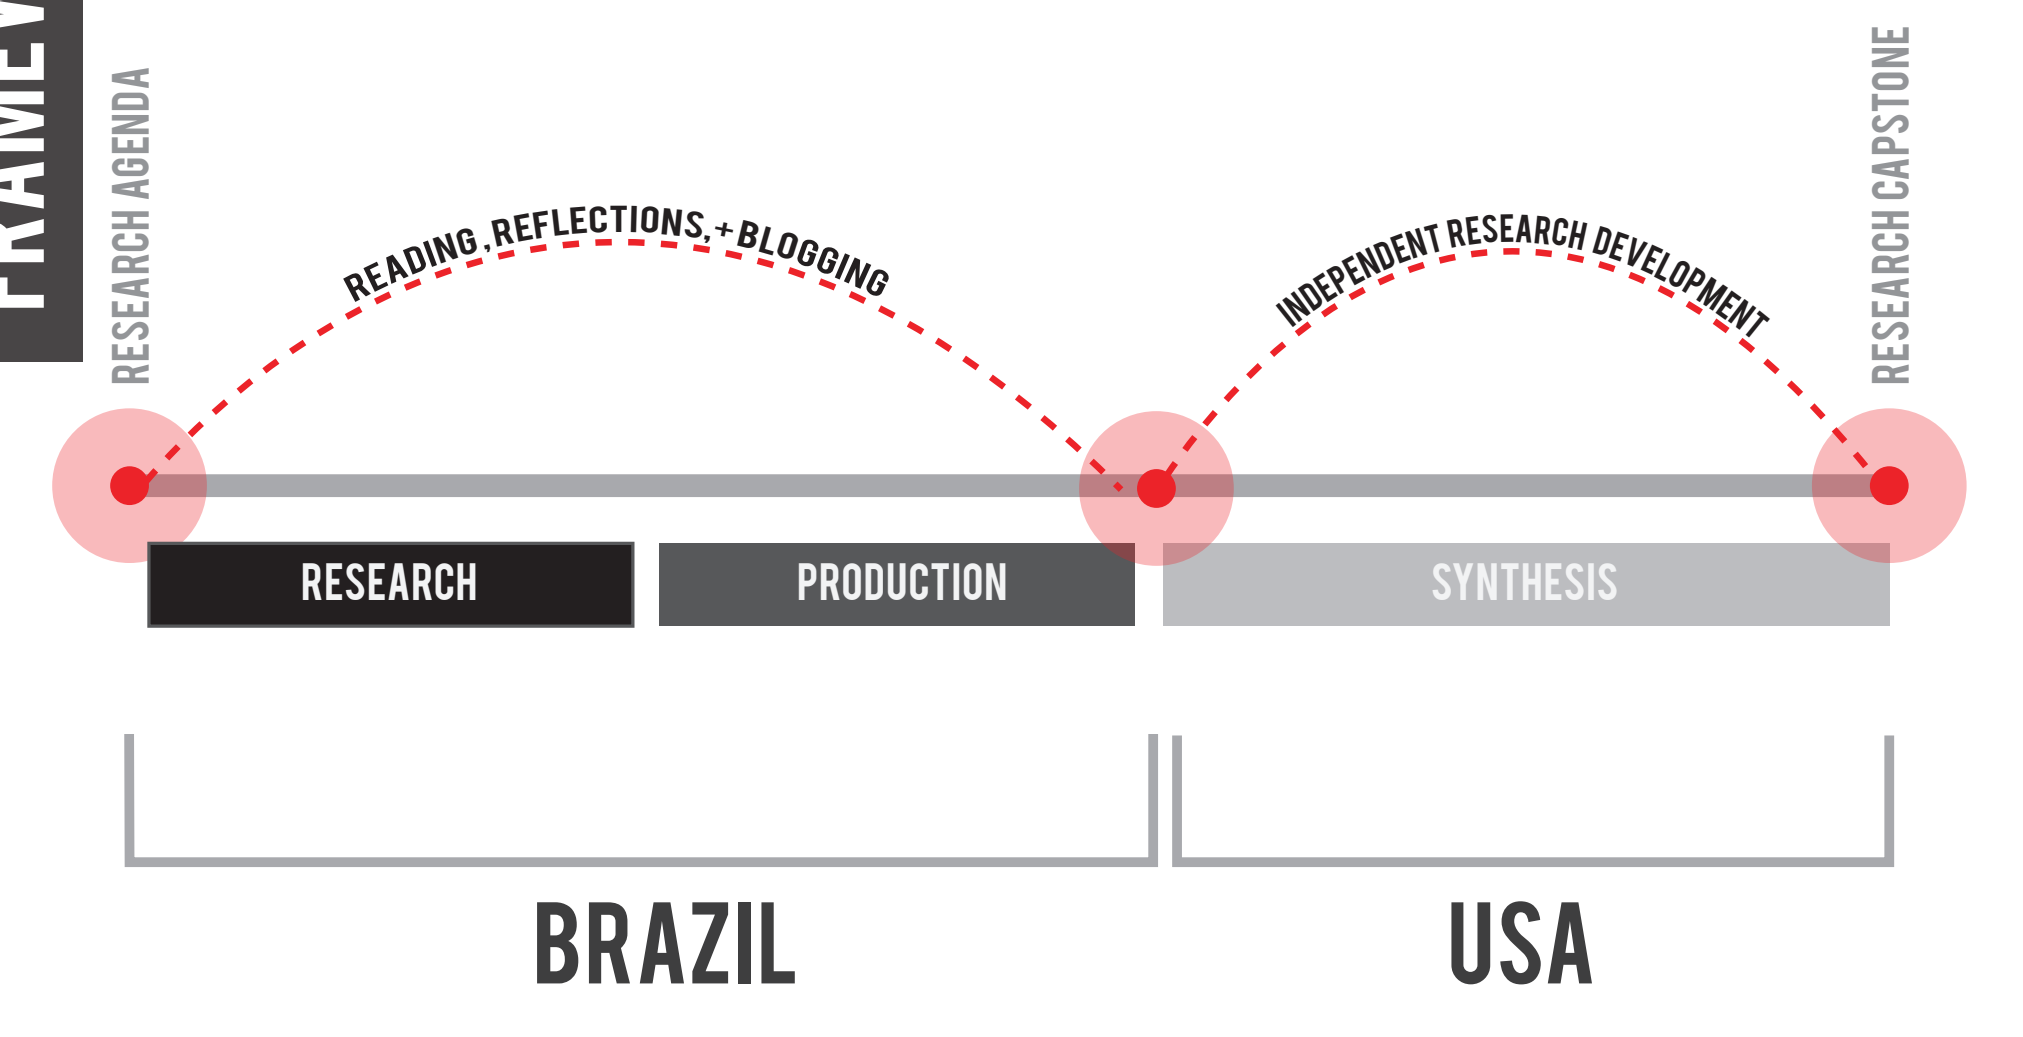 RESEARCH AGENDA
READING, REFLECTIONS, + BLOGGING
INDEPENDENT RESEARCH DEVELOPMENT
RESEARCH CAPSTONE
RESEARCH
PRODUCTION
SYNTHESIS
BRAZIL
USA